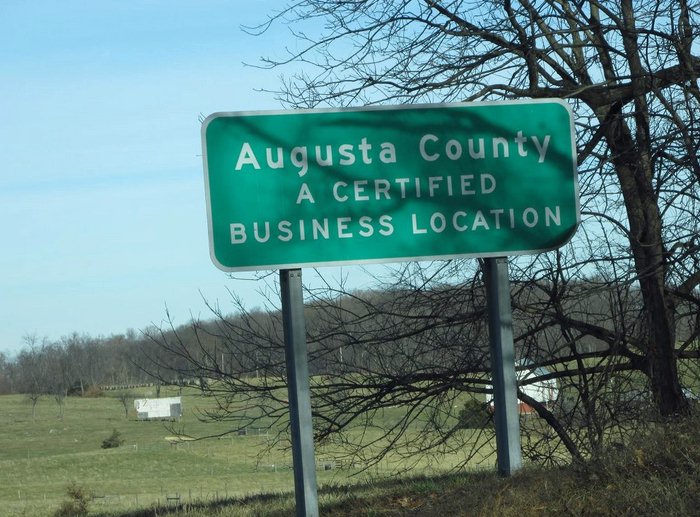 Augusta County
A CERTIFIED
BUSINESS LOCATION